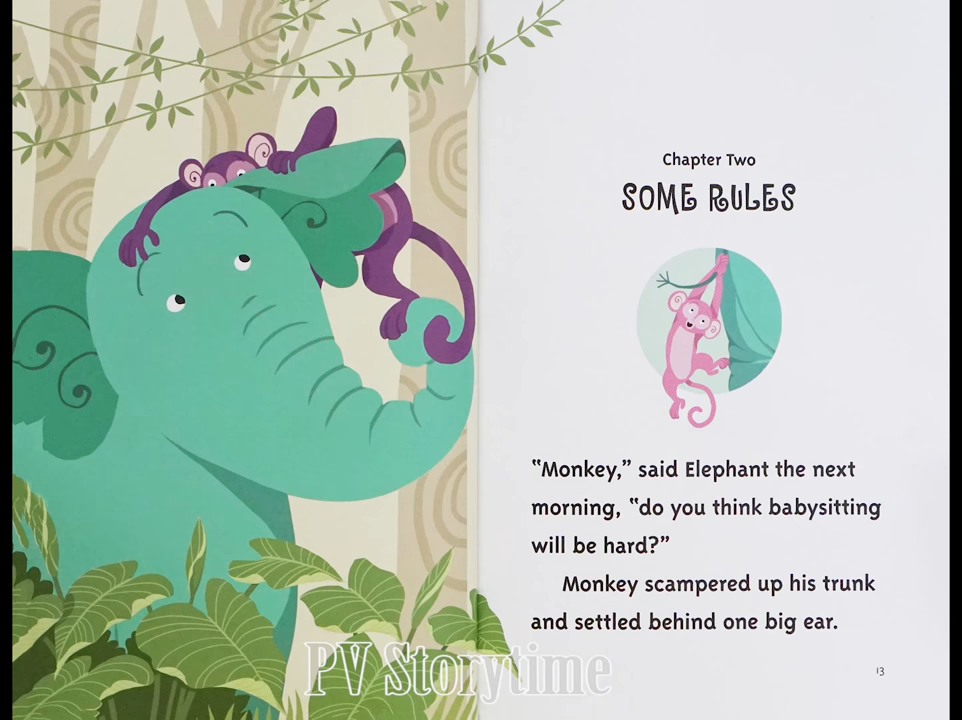 Chapter Two
SOME RULES
“Monkey,” said Elephant the next
morning, “do you think babysitting
will be hard?”
Monkey scampered up his trunk
and settled behind one big ear.
13
PV Storytime